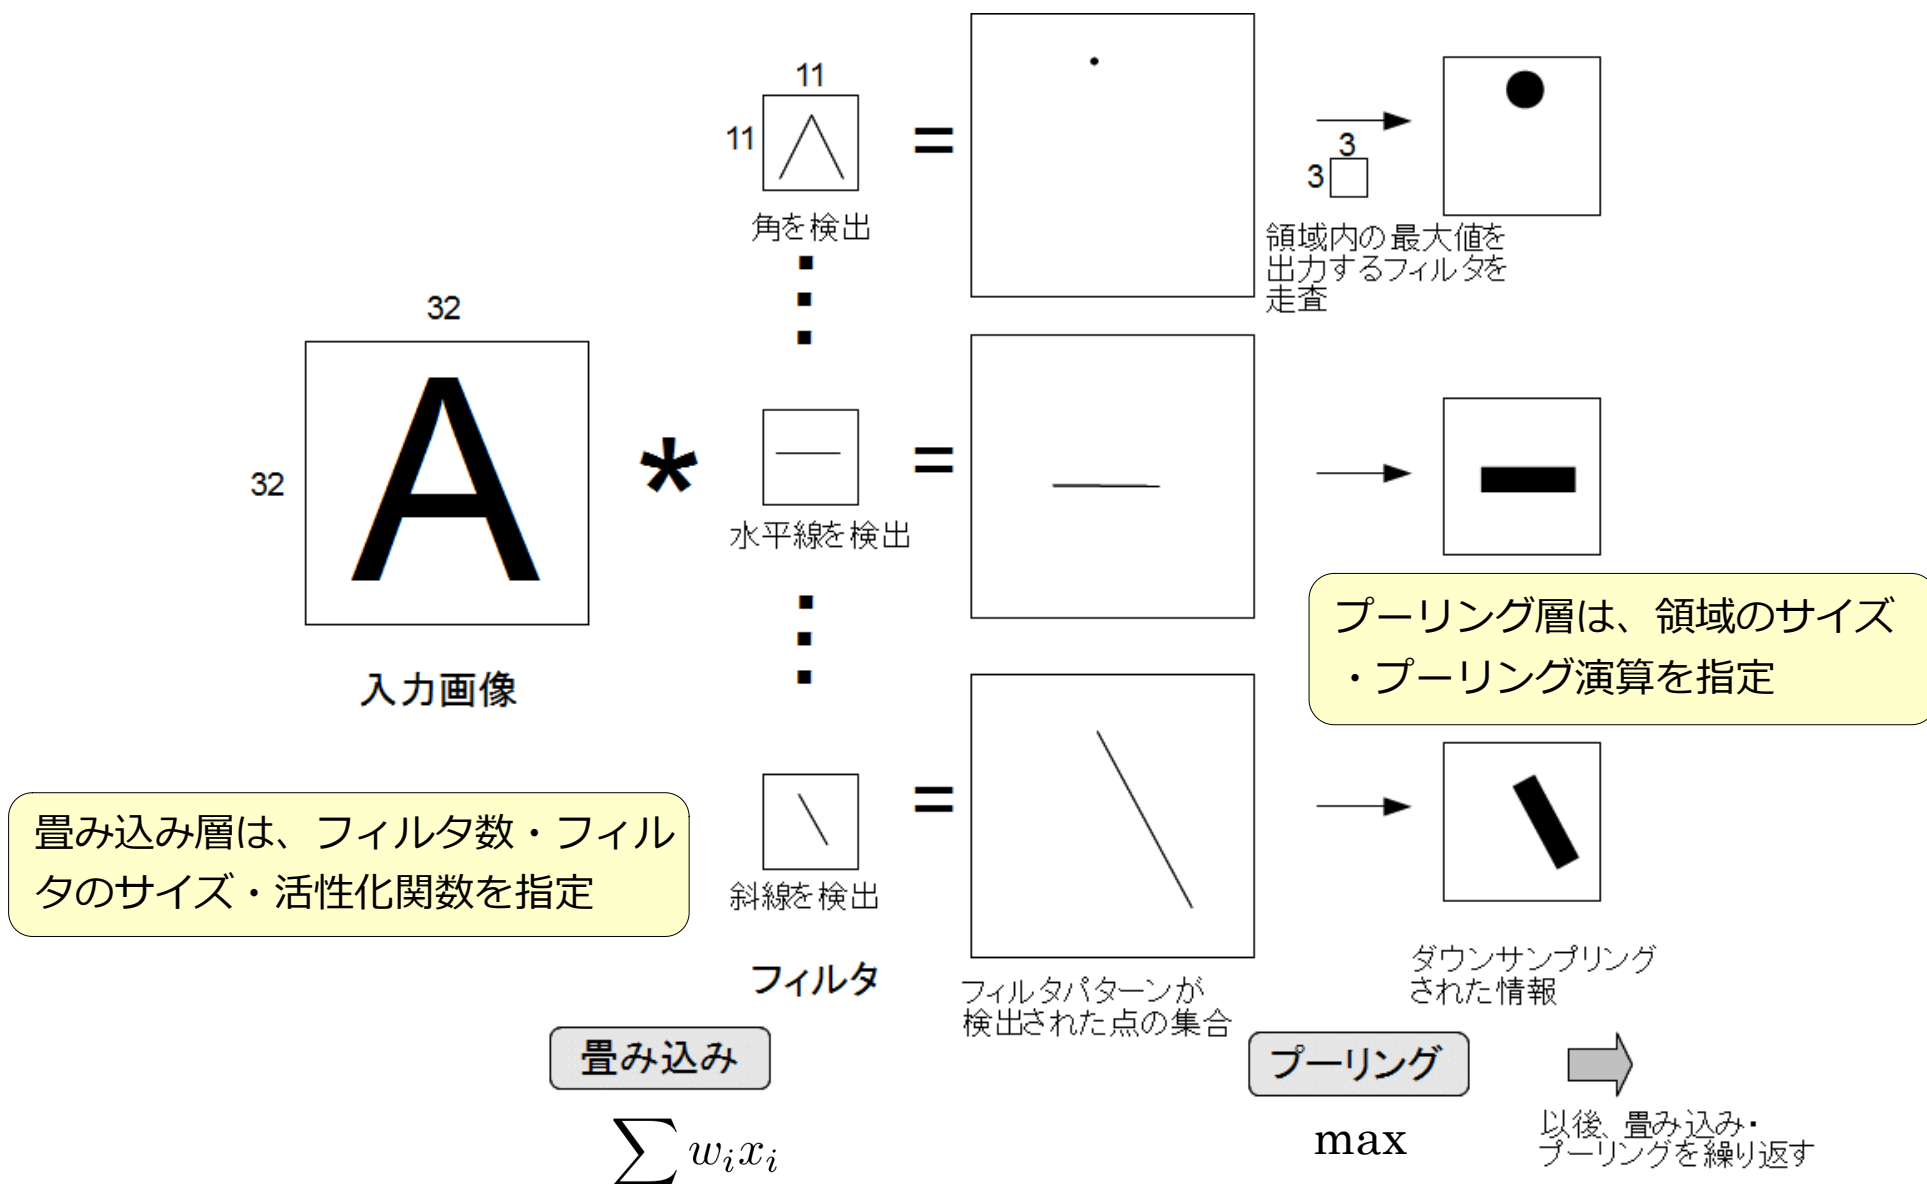 11
11
角を検出
3
3
領域内の最大値を
出力するフィルタを
走査
32
32
A
入力画像
*
=
水平線を検出
=
プーリング層は、領域のサイズ
・プーリング演算を指定
畳み込み層は、フィルタ数・フィル
タのサイズ・活性化関数を指定
斜線を検出
=
フィルタ
フィルタパターンが
検出された点の集合
ダウンサンプリング
された情報
畳み込み
∑ w_i x_i
プーリング
max
以後、畳み込み・
プーリングを繰り返す